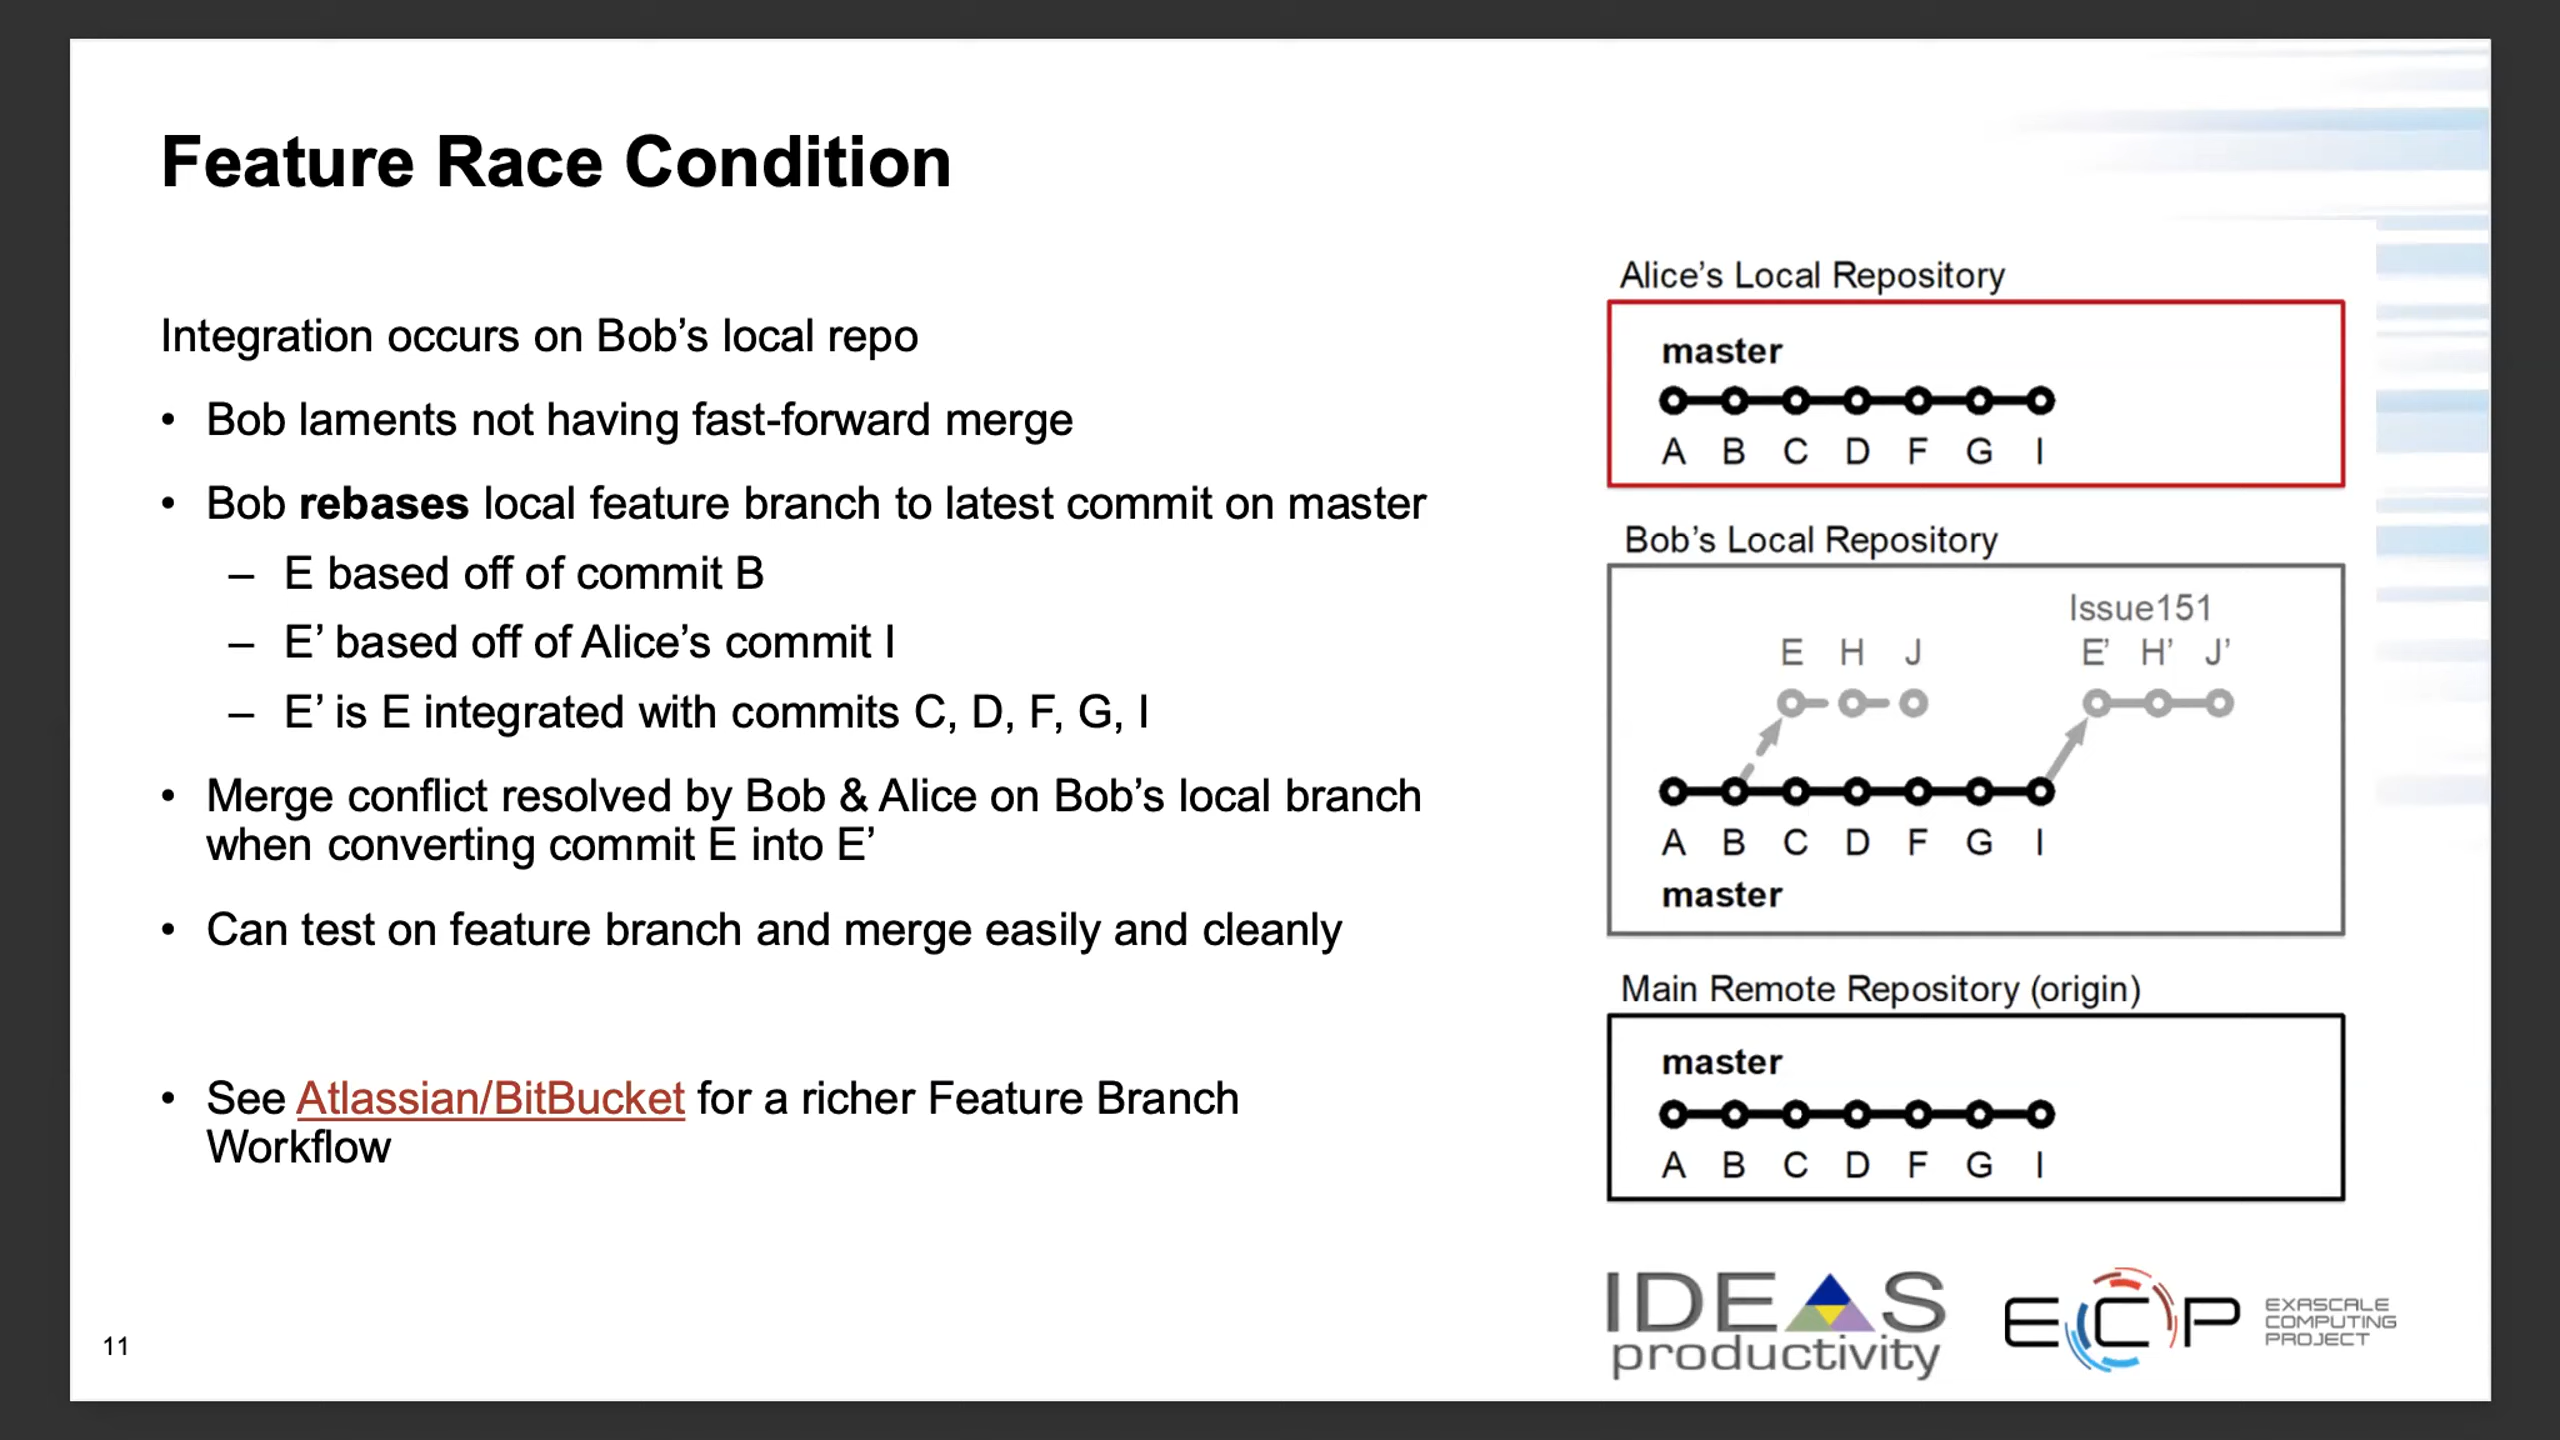 Feature Race Condition
Integration occurs on Bob’s local repo
• Bob laments not having fast-forward merge
• Bob rebases local feature branch to latest commit on master
– E based off of commit B
– E’ based off of Alice’s commit I
– E’ is E integrated with commits C, D, F, G, I
• Merge conflict resolved by Bob & Alice on Bob’s local branch
when converting commit E into E’
• Can test on feature branch and merge easily and cleanly
• See Atlassian/BitBucket for a richer Feature Branch
Workflow
Alice’s Local Repository
master
A B C D F G I
Bob’s Local Repository
Issue151
E H J E’ H’ J’
A B C D F G I
master
Main Remote Repository (origin)
master
A B C D F G I
11
IDEAS
productivity
ECP
EXASCALE
COMPUTING
PROJECT